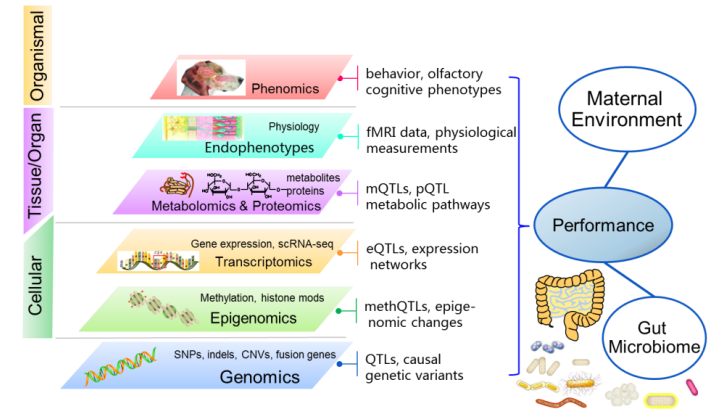 Organismal
Tissue/Organ
Cellular
Phenomics
behavior, olfactory
cognitive phenotypes
Physiology
Endophenotypes
fMRI data, physiological
measurements
metabolites
proteins
Metabolomics & Proteomics
mQTLs, pQTL
metabolic pathways
Gene expression, scRNA-seq
Transcriptomics
eQTLs, expression
networks
Methylation, histone mods
Epigenomics
methQTLs, epige-
nomic changes
SNPs, indels, CNVs, fusion genes
Genomics
QTLs, causal
genetic variants
Maternal
Environment
Performance
Gut
Microbiome